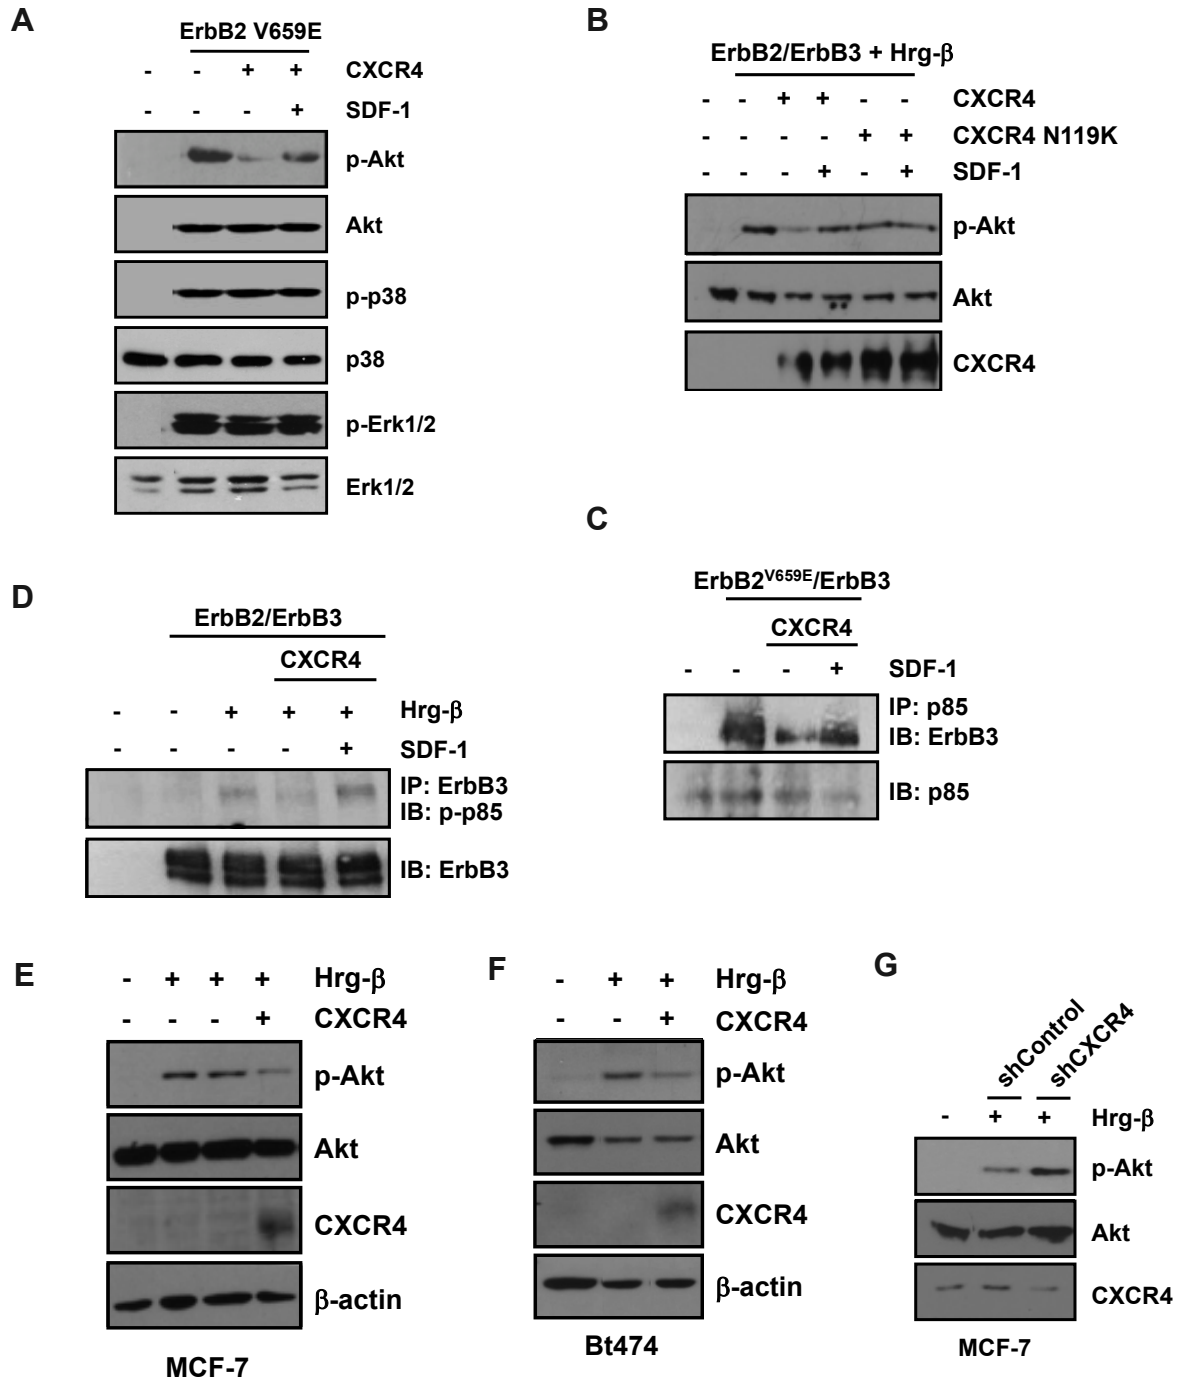 A
ErbB2 V659E
- - + + CXCR4
- - - + SDF-1
p-Akt
Akt
p-p38
p38
p-Erk1/2
Erk1/2
B
ErbB2/ErbB3 + Hrg-β
- - + + - - CXCR4
- - - - + + CXCR4 N119K
- - - + - + SDF-1
p-Akt
Akt
CXCR4
C
ErbB2V659E/ErbB3
CXCR4
- - - + SDF-1
IP: p85
IB: ErbB3
IB: p85
D
ErbB2/ErbB3
CXCR4
- - + + + Hrg-β
- - - - + SDF-1
IP: ErbB3
IB: p-p85
IB: ErbB3
E
- + + + Hrg-β
- - - + CXCR4
p-Akt
Akt
CXCR4
β-actin
MCF-7
F
- + + Hrg-β
- - + CXCR4
p-Akt
Akt
CXCR4
β-actin
Bt474
G
shControl
shCXCR4
- + + Hrg-β
p-Akt
Akt
CXCR4
MCF-7